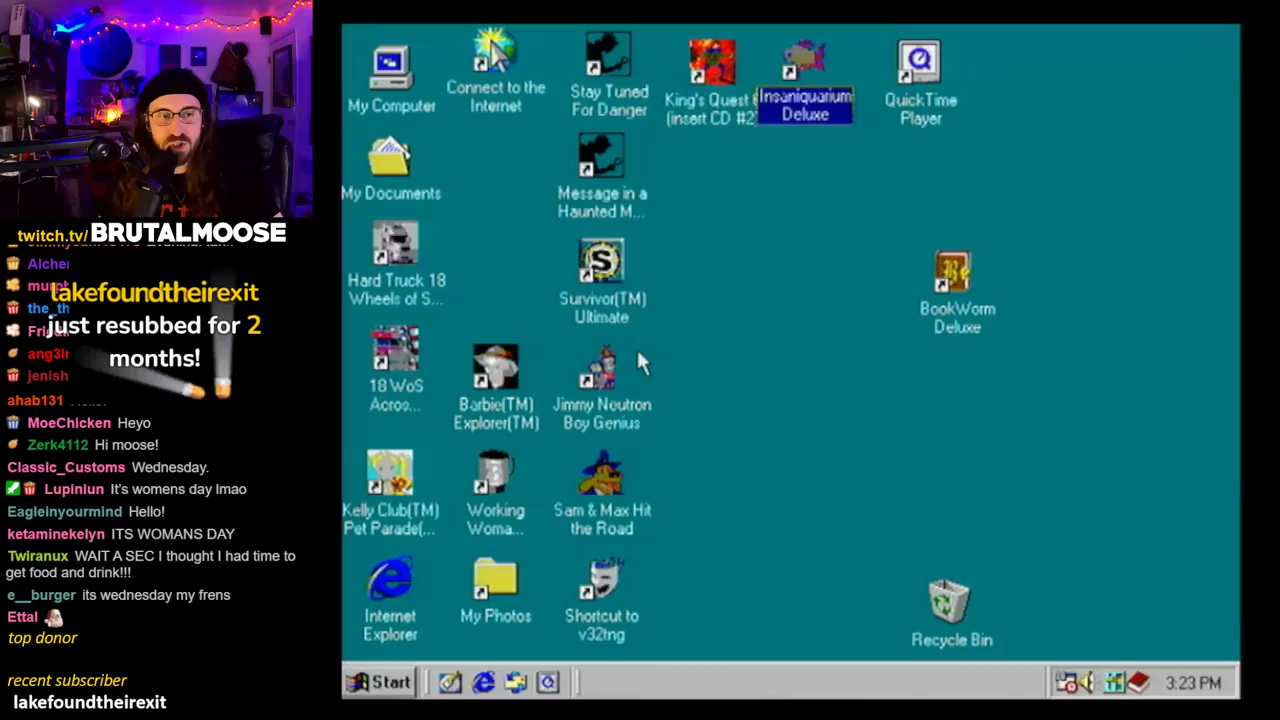 My Computer
Connect to the
Internet
Stay Tuned
For Danger
King's Quest
(insert CD #2
Insaniquarium
Deluxe
QuickTime
Player
My Documents
Message in a
Haunted M...
Hard Truck 18
Wheels of S...
Survivor(TM)
Ultimate
BookWorm
Deluxe
18 WoS
Acros...
Barbie(TM)
Explorer(TM)
Jimmy Neutron
Boy Genius
Kelly Club(TM)
Pet Parade(...
Working
Woma...
Sam & Max Hit
the Road
Internet
Explorer
My Photos
Shortcut to
v32tng
Recycle Bin
Start
3:23 PM
twitch.tv/BRUTALMOOSE
Alcher
lakefoundtheirexit
just resubbed for 2
months!
the_th
ang3lr
jenish
ahab131
MoeChicken Heyo
Zerk4112 Hi moose!
Classic_Customs Wednesday.
Lupiniun It's womens day lmao
Eagleinyourmind Hello!
ketaminekelyn ITS WOMANS DAY
Twiranux WAIT A SEC I thought I had time to
get food and drink!!!
e__burger its wednesday my frens
Ettal
top donor
recent subscriber
lakefoundtheirexit